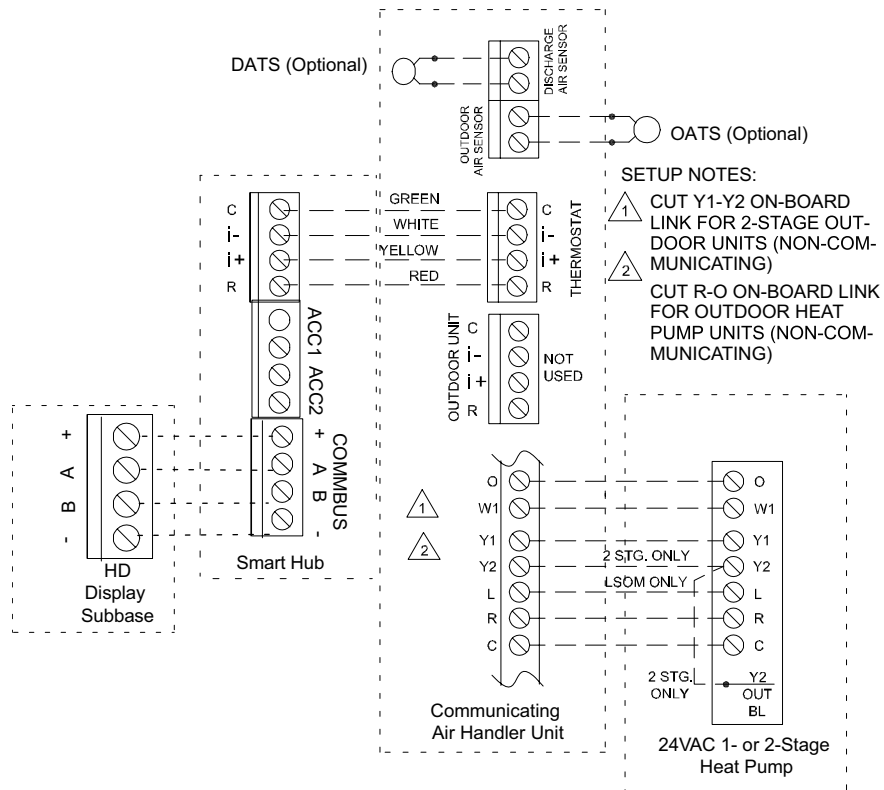 DATS (Optional)
DISCHARGE
AIR SENSOR
OUTDOOR
AIR SENSOR
OATS (Optional)
SETUP NOTES:
1
CUT Y1-Y2 ON-BOARD
LINK FOR 2-STAGE OUT-
DOOR UNITS (NON-COM-
MUNICATING)
2
CUT R-O ON-BOARD LINK
FOR OUTDOOR HEAT
PUMP UNITS (NON-COM-
MUNICATING)
C
i-
i+
R
GREEN
WHITE
YELLOW
RED
C
i-
i+
R
THERMOSTAT
ACC1 ACC2
OUTDOOR UNIT
C
i-
i+
R
NOT
USED
+
A
B
-
HD
Display
Subbase
+
A
B
-
COMMBUS
Smart Hub
1
2
O
W1
Y1
Y2
L
R
C
2 STG. ONLY
LSOM ONLY
2 STG.
ONLY
O
W1
Y1
Y2
L
R
C
Y2
OUT
BL
Communicating
Air Handler Unit
24VAC 1- or 2-Stage
Heat Pump